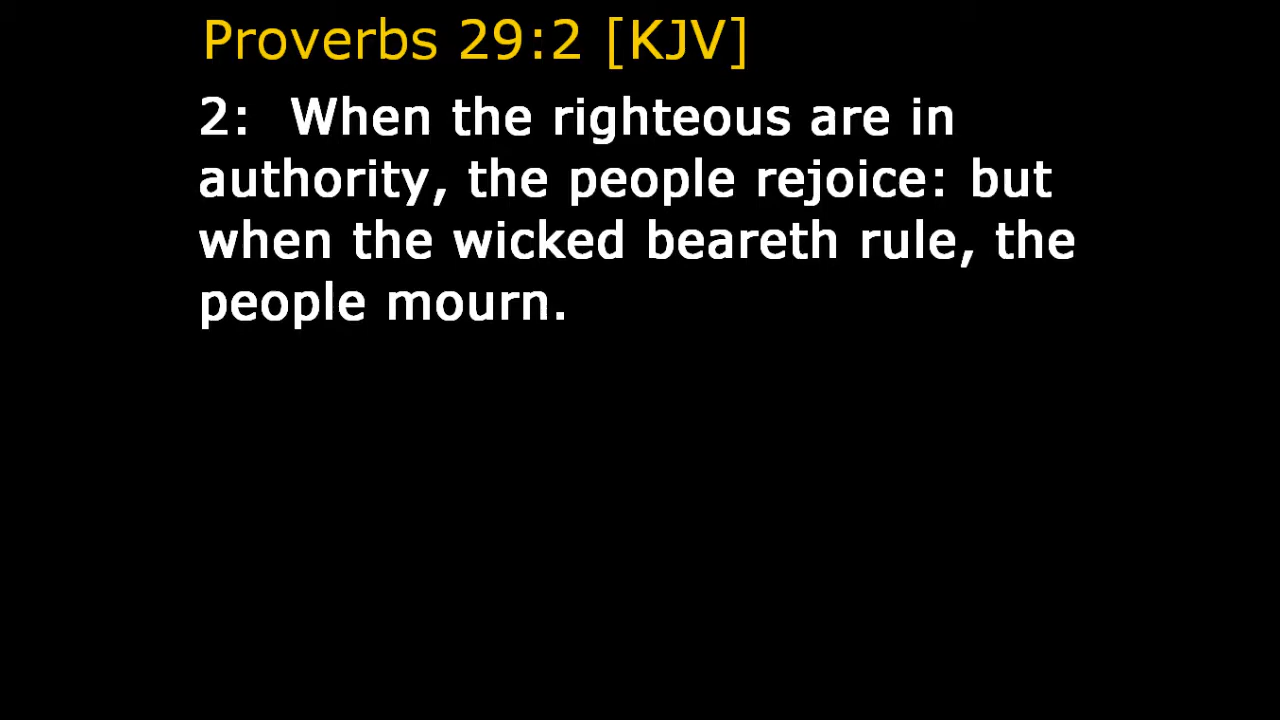 Proverbs 29:2 [KJV]
2: When the righteous are in
authority, the people rejoice: but
when the wicked beareth rule, the
people mourn.